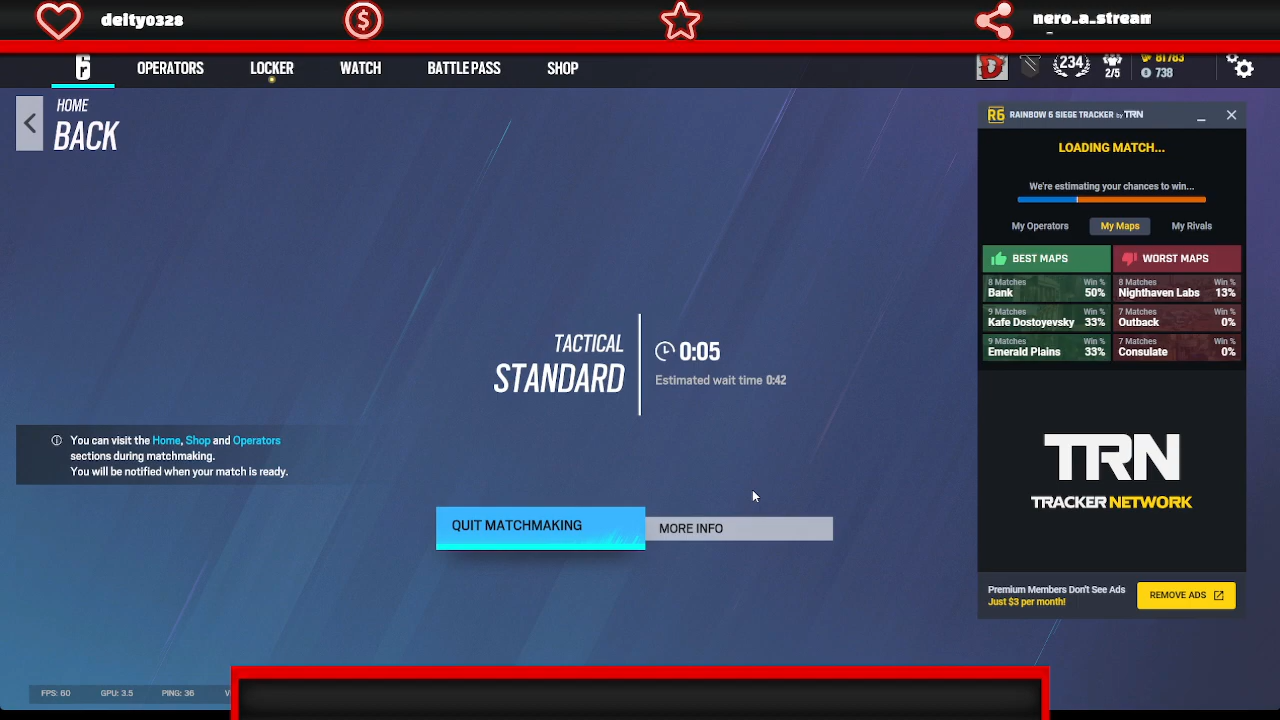 deity0328
nero_a_stream
OPERATORS
LOCKER
WATCH
BATTLE PASS
SHOP
234
2/5
81783
738
HOME
BACK
R6 RAINBOW 6 SIEGE TRACKER by TRN
LOADING MATCH...
We're estimating your chances to win...
My Operators
My Maps
My Rivals
BEST MAPS
WORST MAPS
8 Matches Win %
Bank 50%
8 Matches Win %
Nighthaven Labs 13%
9 Matches Win %
Kafe Dostoyevsky 33%
7 Matches Win %
Outback 0%
9 Matches Win %
Emerald Plains 33%
7 Matches Win %
Consulate 0%
TACTICAL
STANDARD
0:05
Estimated wait time 0:42
You can visit the Home, Shop and Operators
sections during matchmaking.
You will be notified when your match is ready.
QUIT MATCHMAKING
MORE INFO
TRN
TRACKER NETWORK
Premium Members Don't See Ads
Just $3 per month!
REMOVE ADS
FPS: 60 GPU: 3.5 PING: 36